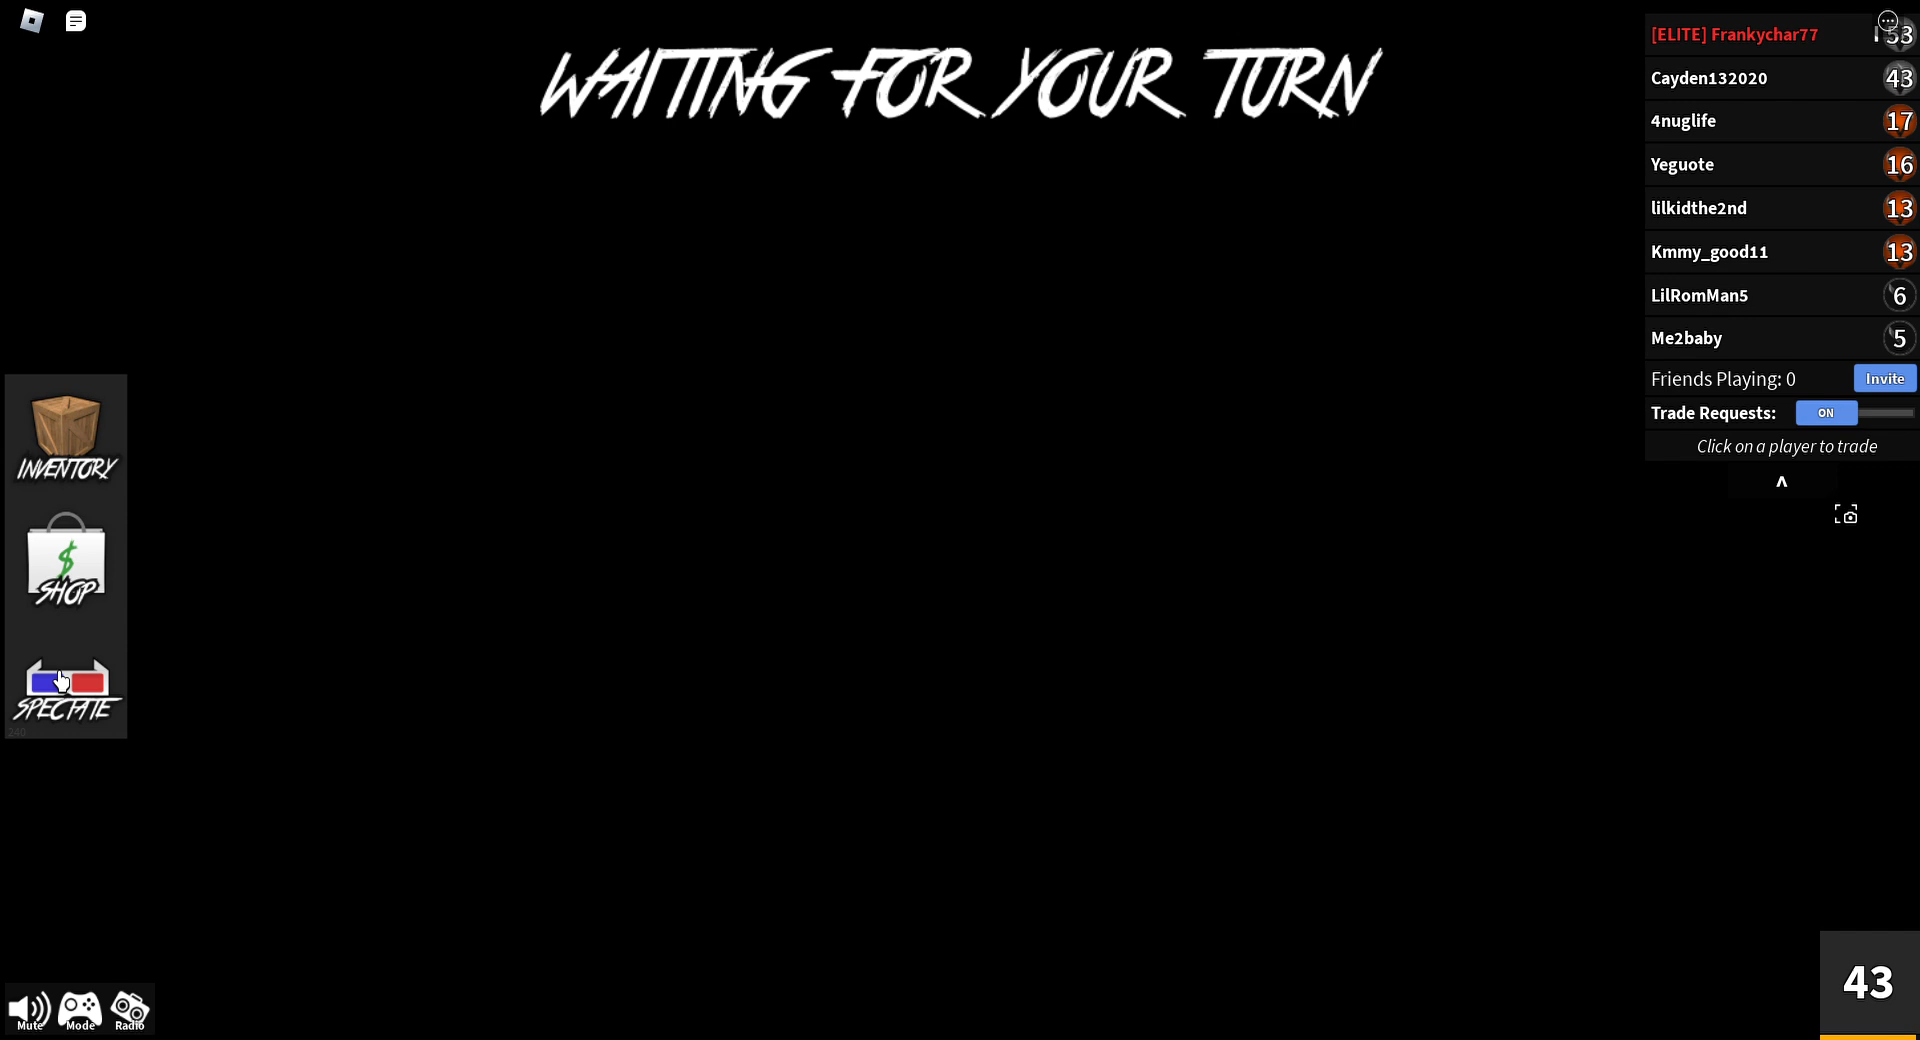 WAITING FOR YOUR TURN
[ELITE] Frankychar77 53
Cayden132020 43
4nuglife 17
Yeguote 16
lilkidthe2nd 13
Kmmy_good11 13
LilRomMan5 6
Me2baby 5
Friends Playing: 0 Invite
Trade Requests: ON
Click on a player to trade
INVENTORY
$
SHOP
SPECTATE
240
Mute Mode Radio
43